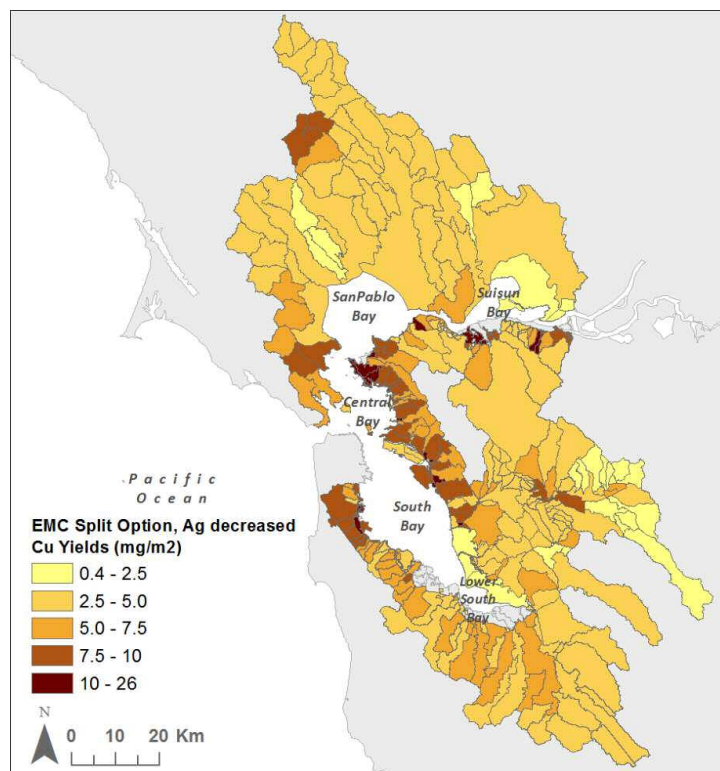 SanPablo
Bay
Suisun
Bay
Central
Bay
Pacific
Ocean
South
Bay
Lower
South
Bay
EMC Split Option, Ag decreased
Cu Yields (mg/m2)
0.4 - 2.5
2.5 - 5.0
5.0 - 7.5
7.5 - 10
10 - 26
N
0 10 20 Km